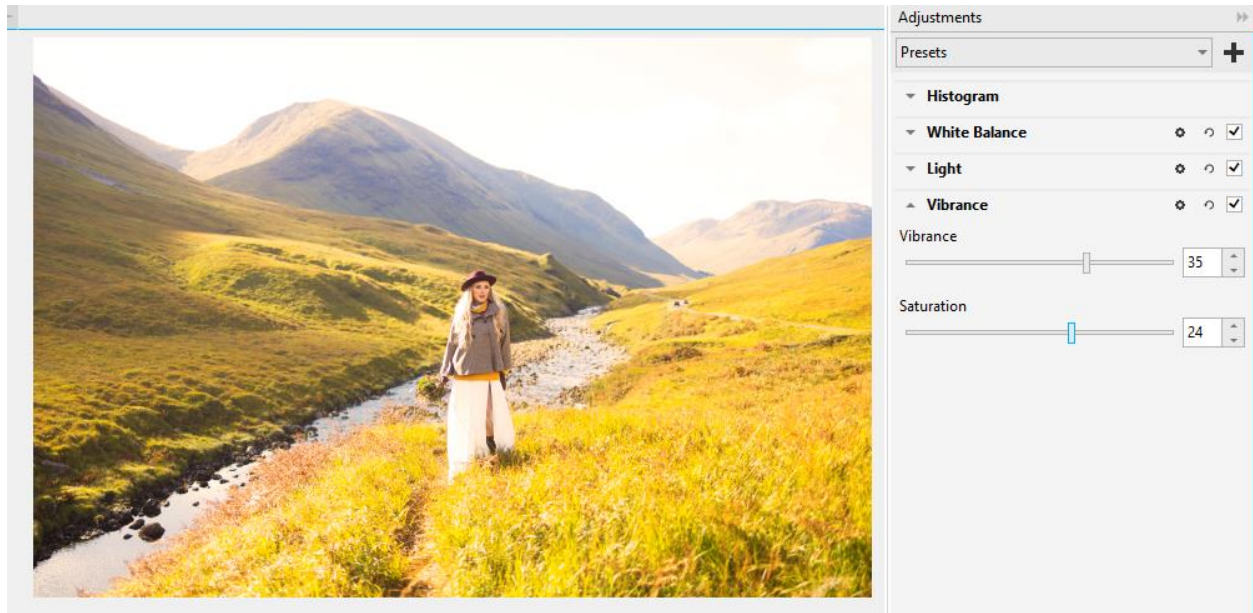 Adjustments
Presets
Histogram
White Balance
Light
Vibrance
Vibrance
35
Saturation
24